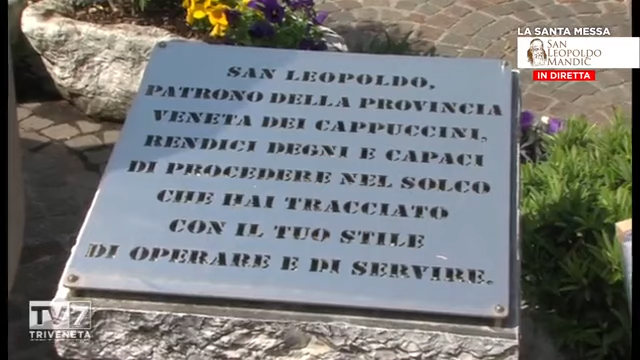 LA SANTA MESSA
SAN
LEOPOLDO
MANDIĆ
IN DIRETTA
SAN LEOPOLDO,
PATRONO DELLA PROVINCIA
VENETA DEI CAPPUCCINI,
RENDICI DEGNI E CAPACI
DI PROCEDERE NEL SOLCO
CHE HAI TRACCIATO
CON IL TUO STILE
DI OPERARE E DI SERVIRE.
TV7
TRIVENETA